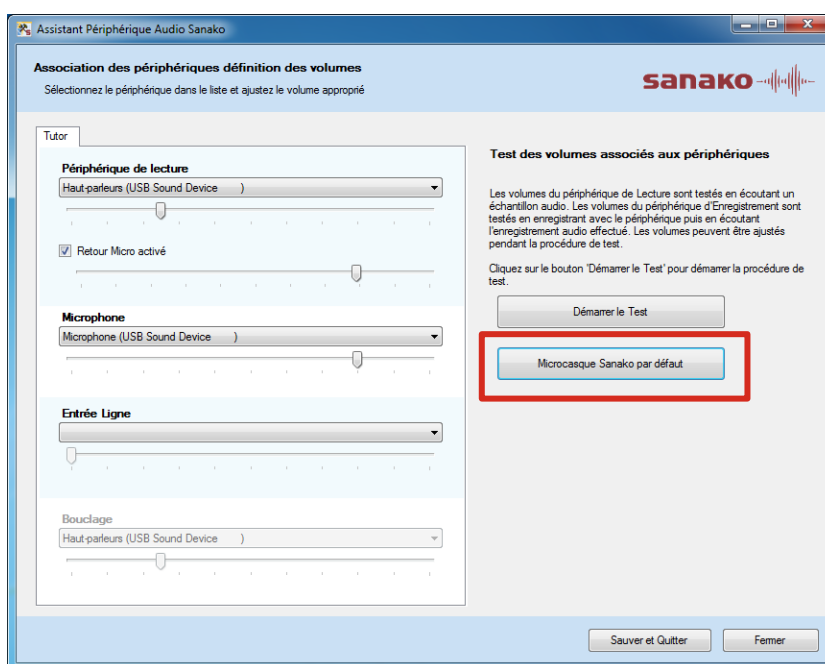 Assistant Périphérique Audio Sanako
Association des périphériques définition des volumes
Sélectionnez le périphérique dans le liste et ajustez le volume approprié
sanako
Tutor
Périphérique de lecture
Haut-parleurs (USB Sound Device )
Retour Micro activé
Microphone
Microphone (USB Sound Device )
Entrée Ligne
Bouclage
Haut-parleurs (USB Sound Device )
Test des volumes associés aux périphériques
Les volumes du périphérique de Lecture sont testés en écoutant un
échantillon audio. Les volumes du périphérique d'Enregistrement sont
testés en enregistrant avec le périphérique puis en écoutant
l'enregistrement audio effectué. Les volumes peuvent être ajustés
pendant la procédure de test.
Cliquez sur le bouton 'Démarrer le Test' pour démarrer la procédure de
test.
Démarrer le Test
Microcasque Sanako par défaut
Sauver et Quitter
Fermer